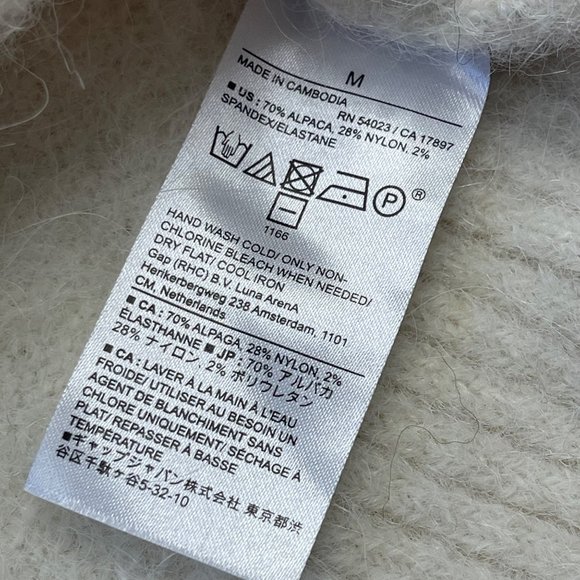 M
MADE IN CAMBODIA
RN 54023 / CA 17897
■ US : 70% ALPACA, 28% NYLON, 2%
SPANDEX/ELASTANE
P ®
1166
HAND WASH COLD/ ONLY NON-
CHLORINE BLEACH WHEN NEEDED/
DRY FLAT/ COOL IRON
Gap (RHC) B.V. Luna ArenA
Herikerbergweg 238 Amsterdam, 1101
CM, Netherlands
■ CA : 70% ALPAGA, 28% NYLON, 2%
ÉLASTHANNE ■ JP : 70% アルパカ
28% ナイロン, 2% ポリウレタン
■ CA : LAVER À LA MAIN À L'EAU
FROIDE/ UTILISER AU BESOIN UN
AGENT DE BLANCHIMENT SANS
CHLORE UNIQUEMENT/ SÉCHAGE À
PLAT/ REPASSER À BASSE
TEMPÉRATURE
■ ギャップジャパン株式会社 東京都渋
谷区千駄ヶ谷5-32-10